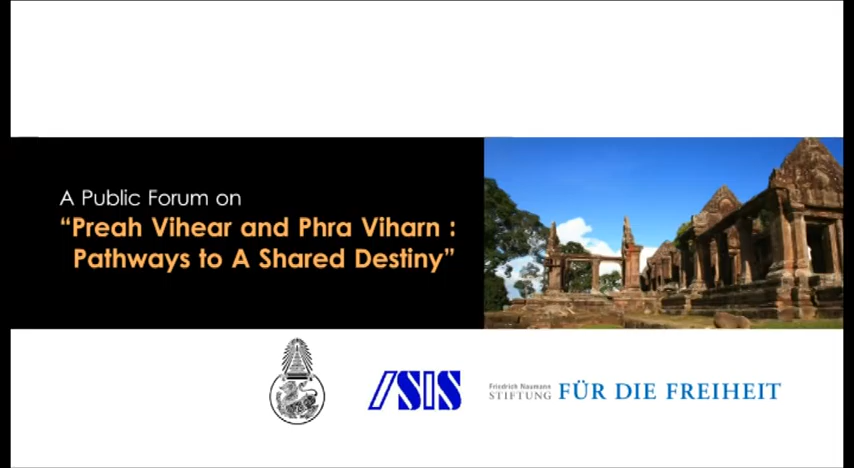 A Public Forum on
“Preah Vihear and Phra Viharn :
Pathways to A Shared Destiny”
ISIS
Friedrich Naumann
STIFTUNG FÜR DIE FREIHEIT